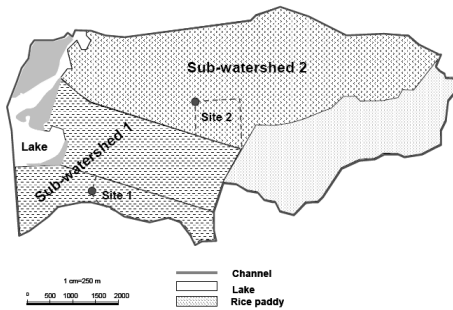 Sub-watershed 2
Site 2
Lake
Sub-watershed 1
Site 1
1 cm=250 m
0 500 1000 1500 2000
Channel
Lake
Rice paddy